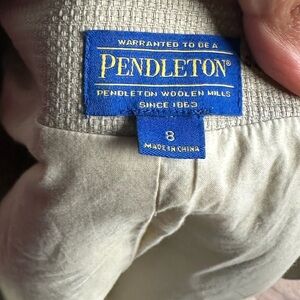 WARRANTED TO BE A
PENDLETON®
PENDLETON WOOLEN MILLS
SINCE 1863
8
MADE IN CHINA